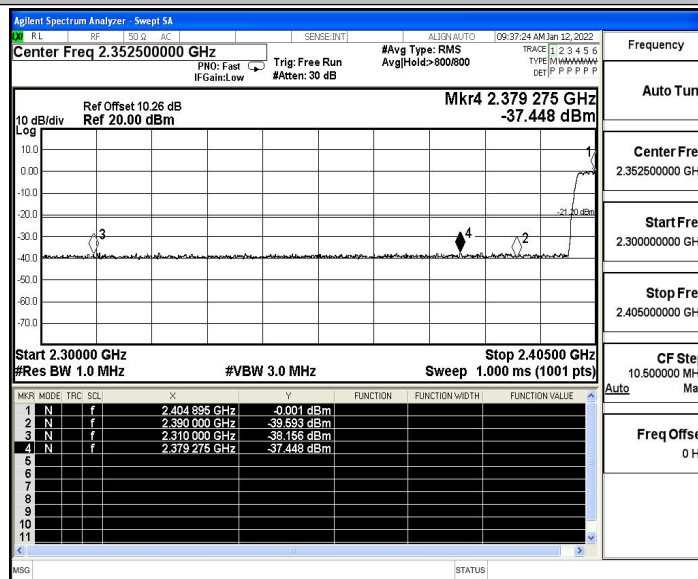 Agilent Spectrum Analyzer - Swept SA
LXI RL RF 50 Ω AC SENSE:INT ALIGN AUTO 09:37:24 AM Jan 12, 2022
Center Freq 2.352500000 GHz
PNO: Fast
IFGain:Low
Trig: Free Run
#Atten: 30 dB
#Avg Type: RMS
Avg|Hold:>800/800
TRACE 1 2 3 4 5 6
TYPE M
DET P P P P P P
Ref Offset 10.26 dB
10 dB/div Ref 20.00 dBm
Log
Mkr4 2.379 275 GHz
-37.448 dBm
10.0
0.00
-10.0
-20.0
-30.0
-40.0
-50.0
-60.0
-70.0
1
-21.20 dBm
3
4
2
Start 2.30000 GHz Stop 2.40500 GHz
#Res BW 1.0 MHz #VBW 3.0 MHz Sweep 1.000 ms (1001 pts)
MKR MODE TRC SCL X Y FUNCTION FUNCTION WIDTH FUNCTION VALUE
1 N f 2.404 895 GHz -0.001 dBm
2 N f 2.390 000 GHz -39.593 dBm
3 N f 2.310 000 GHz -38.156 dBm
4 N f 2.379 275 GHz -37.448 dBm
5
6
7
8
9
10
11
MSG STATUS
Frequency
Auto Tun
Center Fre
2.352500000 GH
Start Fre
2.300000000 GH
Stop Fre
2.405000000 GH
CF Ste
10.500000 MH
Auto Ma
Freq Offse
0 H